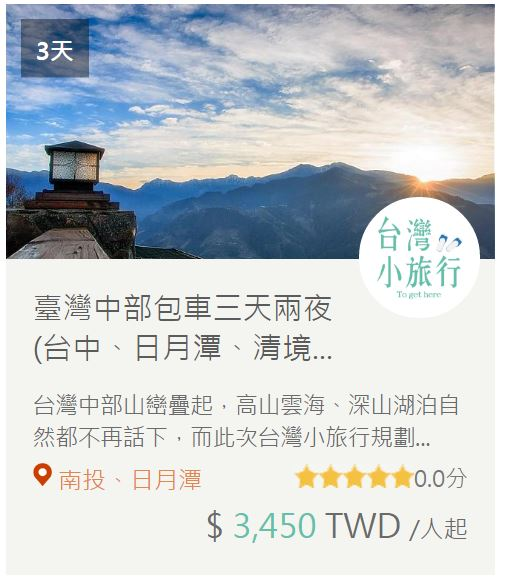 3天
台灣
小旅行
To get here
臺灣中部包車三天兩夜
(台中、日月潭、清境...
台灣中部山巒疊起，高山雲海、深山湖泊自
然都不再話下，而此次台灣小旅行規劃...
南投、日月潭
0.0分
$ 3,450 TWD /人起